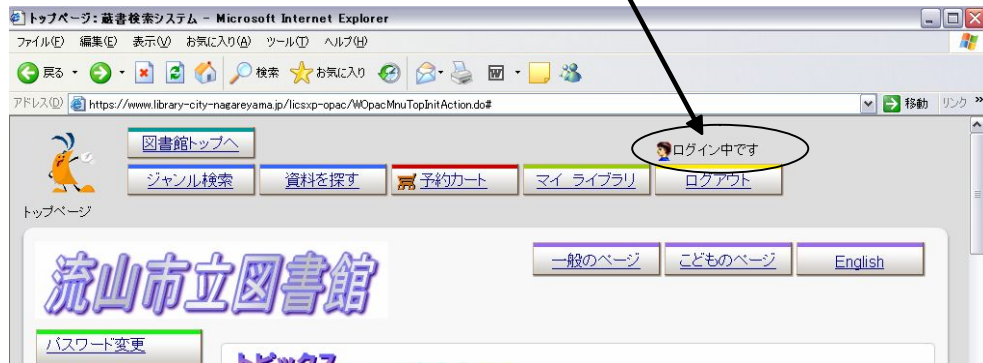 トップページ：蔵書検索システム - Microsoft Internet Explorer
ファイル(F) 編集(E) 表示(V) お気に入り(A) ツール(T) ヘルプ(H)
戻る 検索 お気に入り
アドレス(D) https://www.library-city-nagareyama.jp/licsxp-opac/WOpacMnuTopInitAction.do# 移動 リンク »
図書館トップへ ログイン中です
ジャンル検索 資料を探す 予約カート マイ ライブラリ ログアウト
トップページ
流山市立図書館 一般のページ こどものページ English
パスワード変更
トピックス